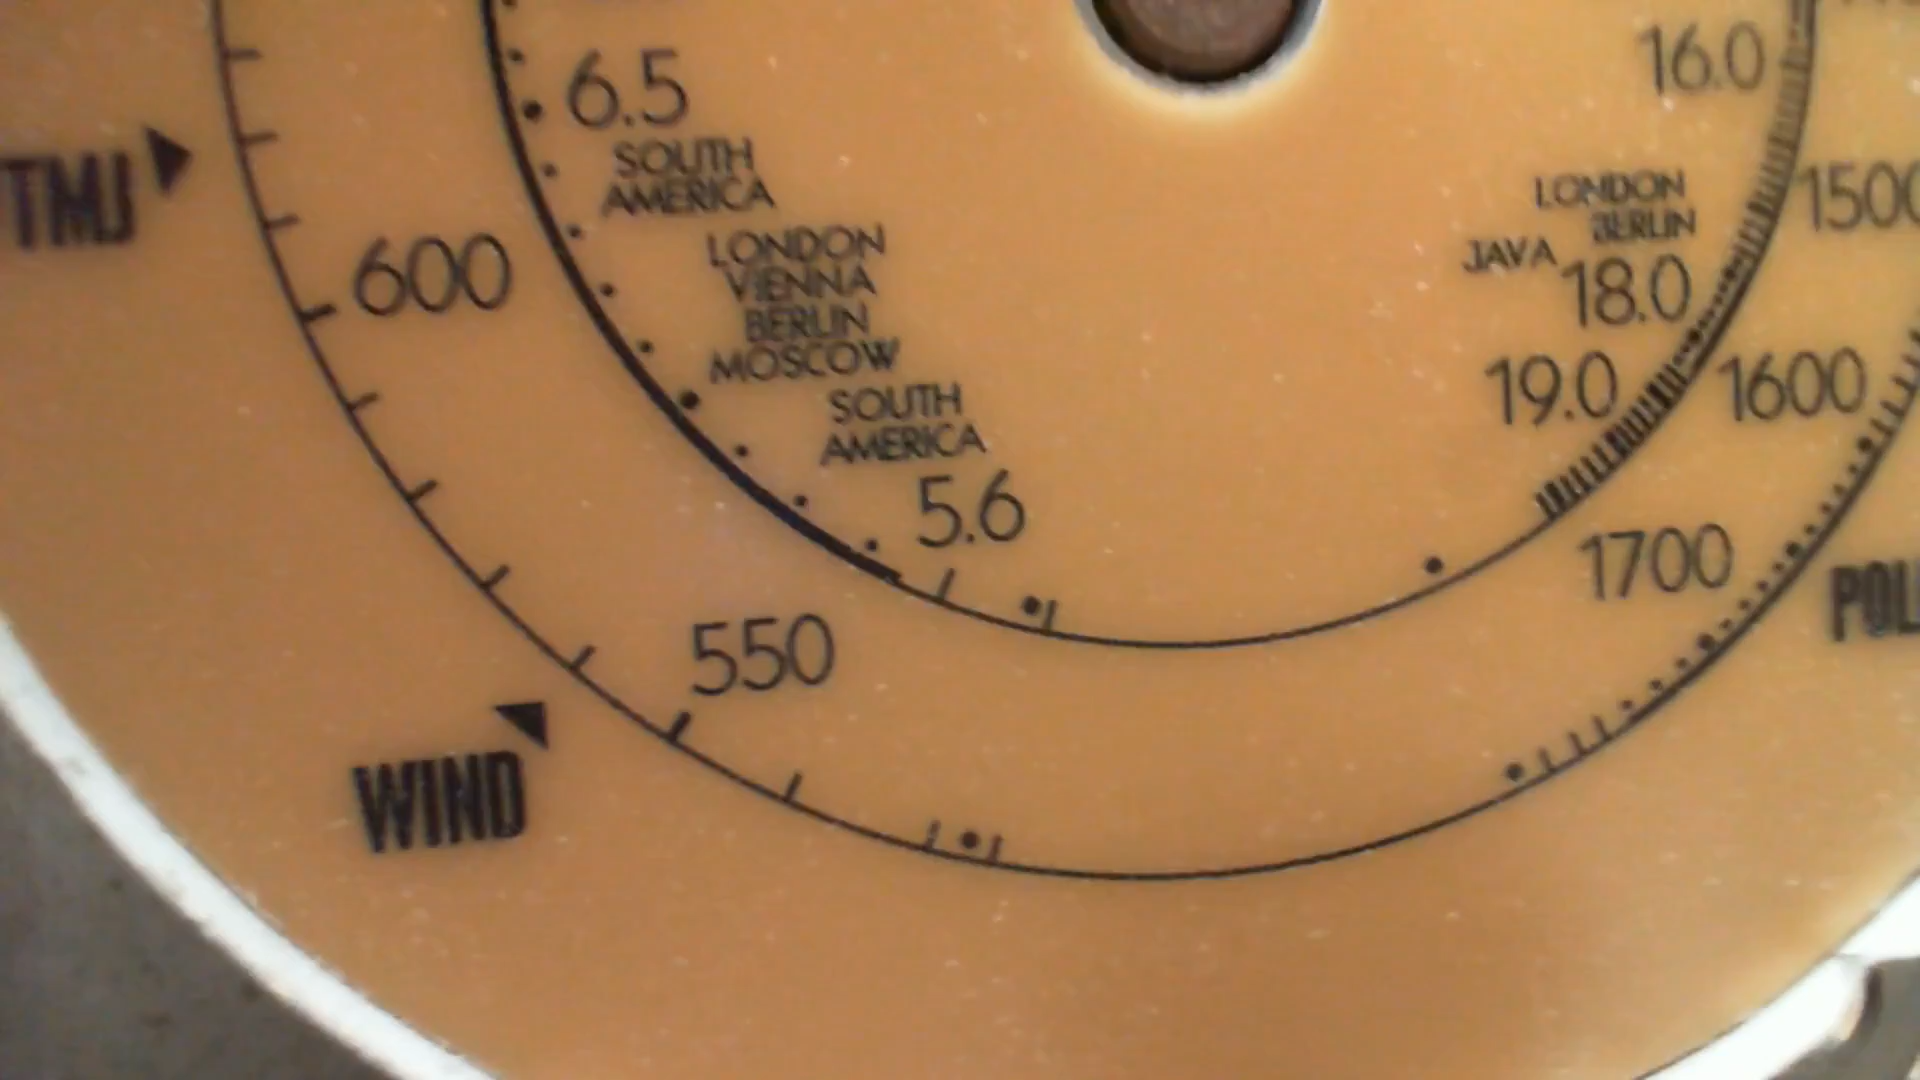 6.5
SOUTH
AMERICA
LONDON
VIENNA
BERLIN
MOSCOW
SOUTH
AMERICA
5.6
600
550
TMJ
WIND
16.0
LONDON
BERLIN
JAVA
18.0
19.0
1500
1600
1700